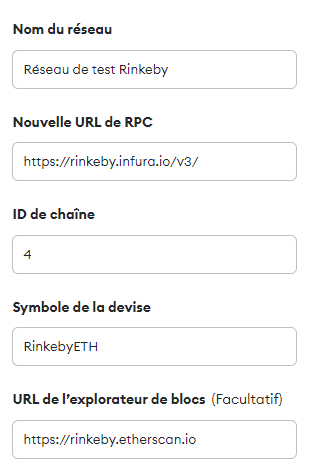 Nom du réseau
Réseau de test Rinkeby
Nouvelle URL de RPC
https://rinkeby.infura.io/v3/
ID de chaîne
4
Symbole de la devise
RinkebyETH
URL de l’explorateur de blocs (Facultatif)
https://rinkeby.etherscan.io